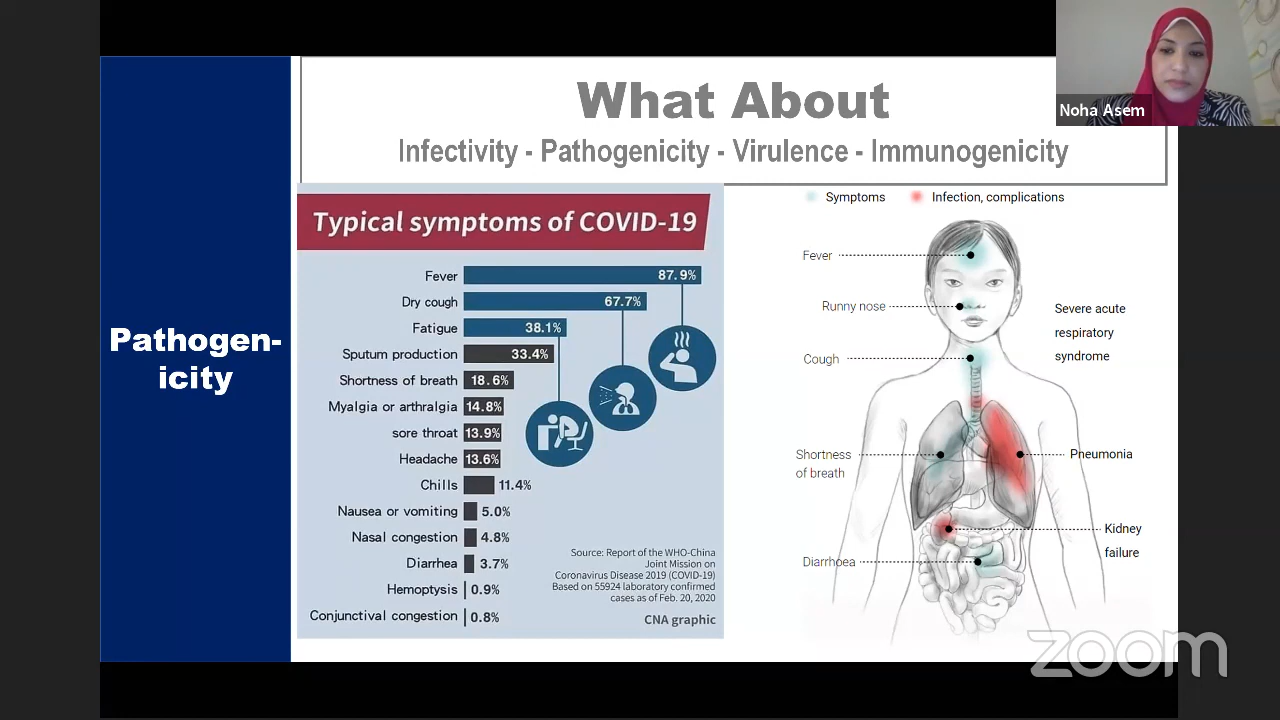 What About
Infectivity - Pathogenicity - Virulence - Immunogenicity
Noha Asem
Pathogen-
icity
Typical symptoms of COVID-19
Fever 87.9%
Dry cough 67.7%
Fatigue 38.1%
Sputum production 33.4%
Shortness of breath 18.6%
Myalgia or arthralgia 14.8%
sore throat 13.9%
Headache 13.6%
Chills 11.4%
Nausea or vomiting 5.0%
Nasal congestion 4.8%
Diarrhea 3.7%
Hemoptysis 0.9%
Conjunctival congestion 0.8%
Source: Report of the WHO-China
Joint Mission on
Coronavirus Disease 2019 (COVID-19)
Based on 55924 laboratory confirmed
cases as of Feb. 20, 2020
CNA graphic
Symptoms
Infection, complications
Fever
Runny nose
Cough
Severe acute
respiratory
syndrome
Shortness
of breath
Pneumonia
Kidney
failure
Diarrhoea
zoom